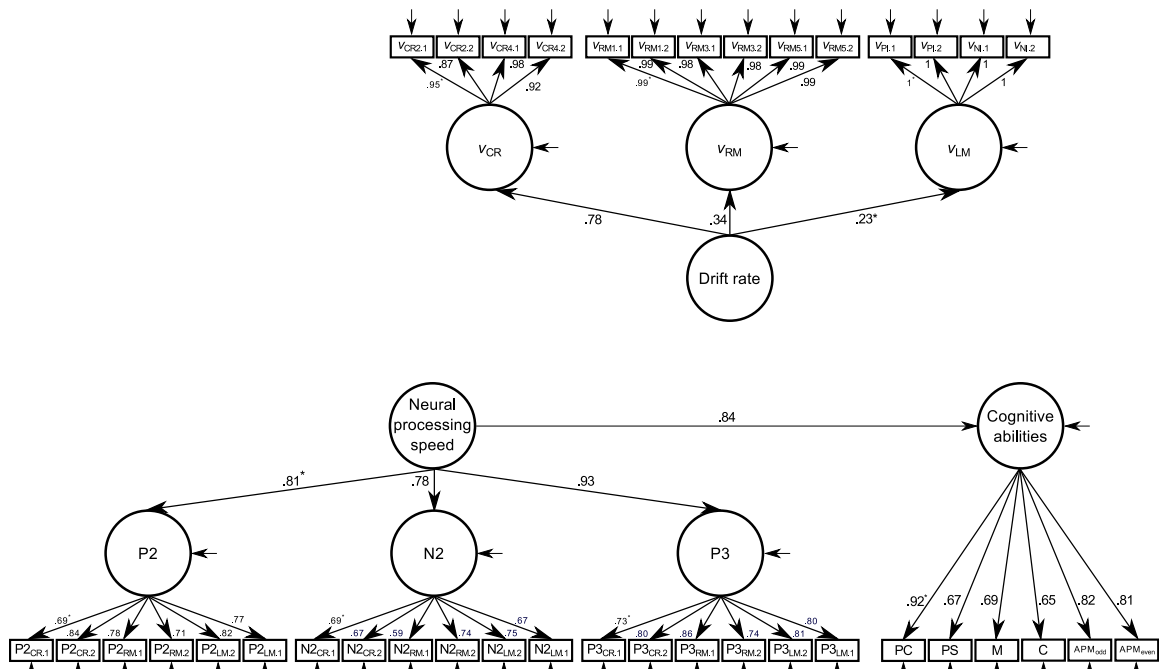 vCR2.1 vCR2.2 vCR4.1 vCR4.2 vRM1.1 vRM1.2 vRM3.1 vRM3.2 vRM5.1 vRM5.2 vPI.1 vPI.2 vNI.1 vNI.2
.95* .87 .98 .92 .99* .99 .98 .98 .99 .99 1* 1 1 1
vCR vRM vLM
.78 .34 .23*
Drift rate
Neural
processing
speed
.84
Cognitive
abilities
.81* .78 .93
P2 N2 P3
.92* .67 .69 .65 .82 .81
.69* .84 .78 .71 .82 .77 .69* .67 .59 .74 .75 .67 .73* .80 .86 .74 .81 .80
P2CR.1 P2CR.2 P2RM.1 P2RM.2 P2LM.2 P2LM.1 N2CR.1 N2CR.2 N2RM.1 N2RM.2 N2LM.2 N2LM.1 P3CR.1 P3CR.2 P3RM.1 P3RM.2 P3LM.2 P3LM.1 PC PS M C APModd APMeven